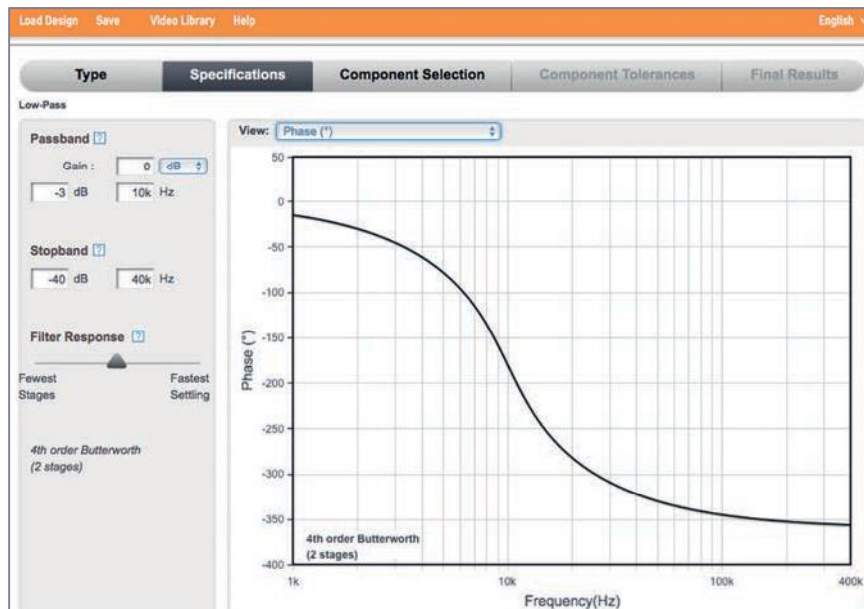 Load Design Save Video Library Help English
Type Specifications Component Selection Component Tolerances Final Results
Low-Pass
Passband [?]
Gain : 0 dB
-3 dB 10k Hz
Stopband [?]
-40 dB 40k Hz
Filter Response [?]
Fewest Stages
Fastest Settling
4th order Butterworth
(2 stages)
View: Phase (°)
50
0
-50
-100
-150
-200
-250
-300
-350
-400
Phase (°)
4th order Butterworth
(2 stages)
1k 10k 100k 400k
Frequency(Hz)